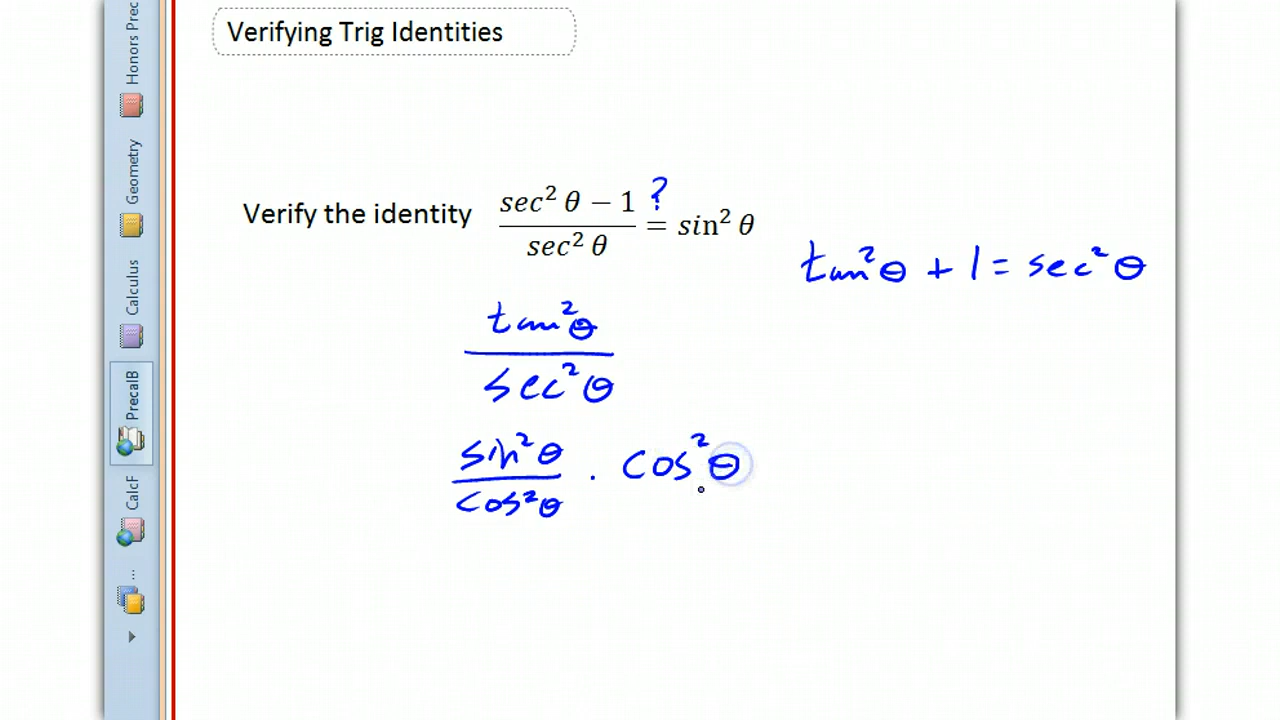 Verifying Trig Identities
Honors Prec
Geometry
Calculus
PrecalB
CalcF
...
Verify the identity sec² θ − 1 / sec² θ = sin² θ
?
tan²θ + 1 = sec²θ
tan²θ
sec²θ
sin²θ / cos²θ · cos²θ